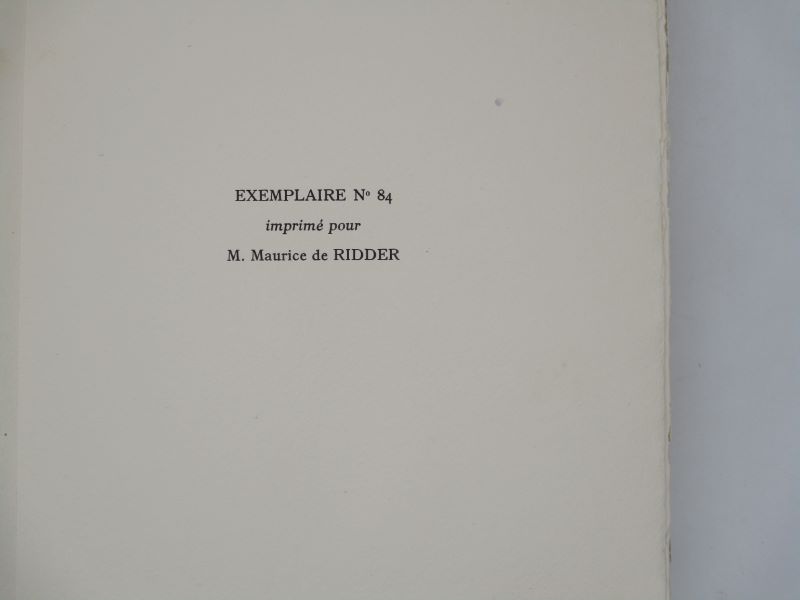 EXEMPLAIRE Nº 84
imprimé pour
M. Maurice de RIDDER